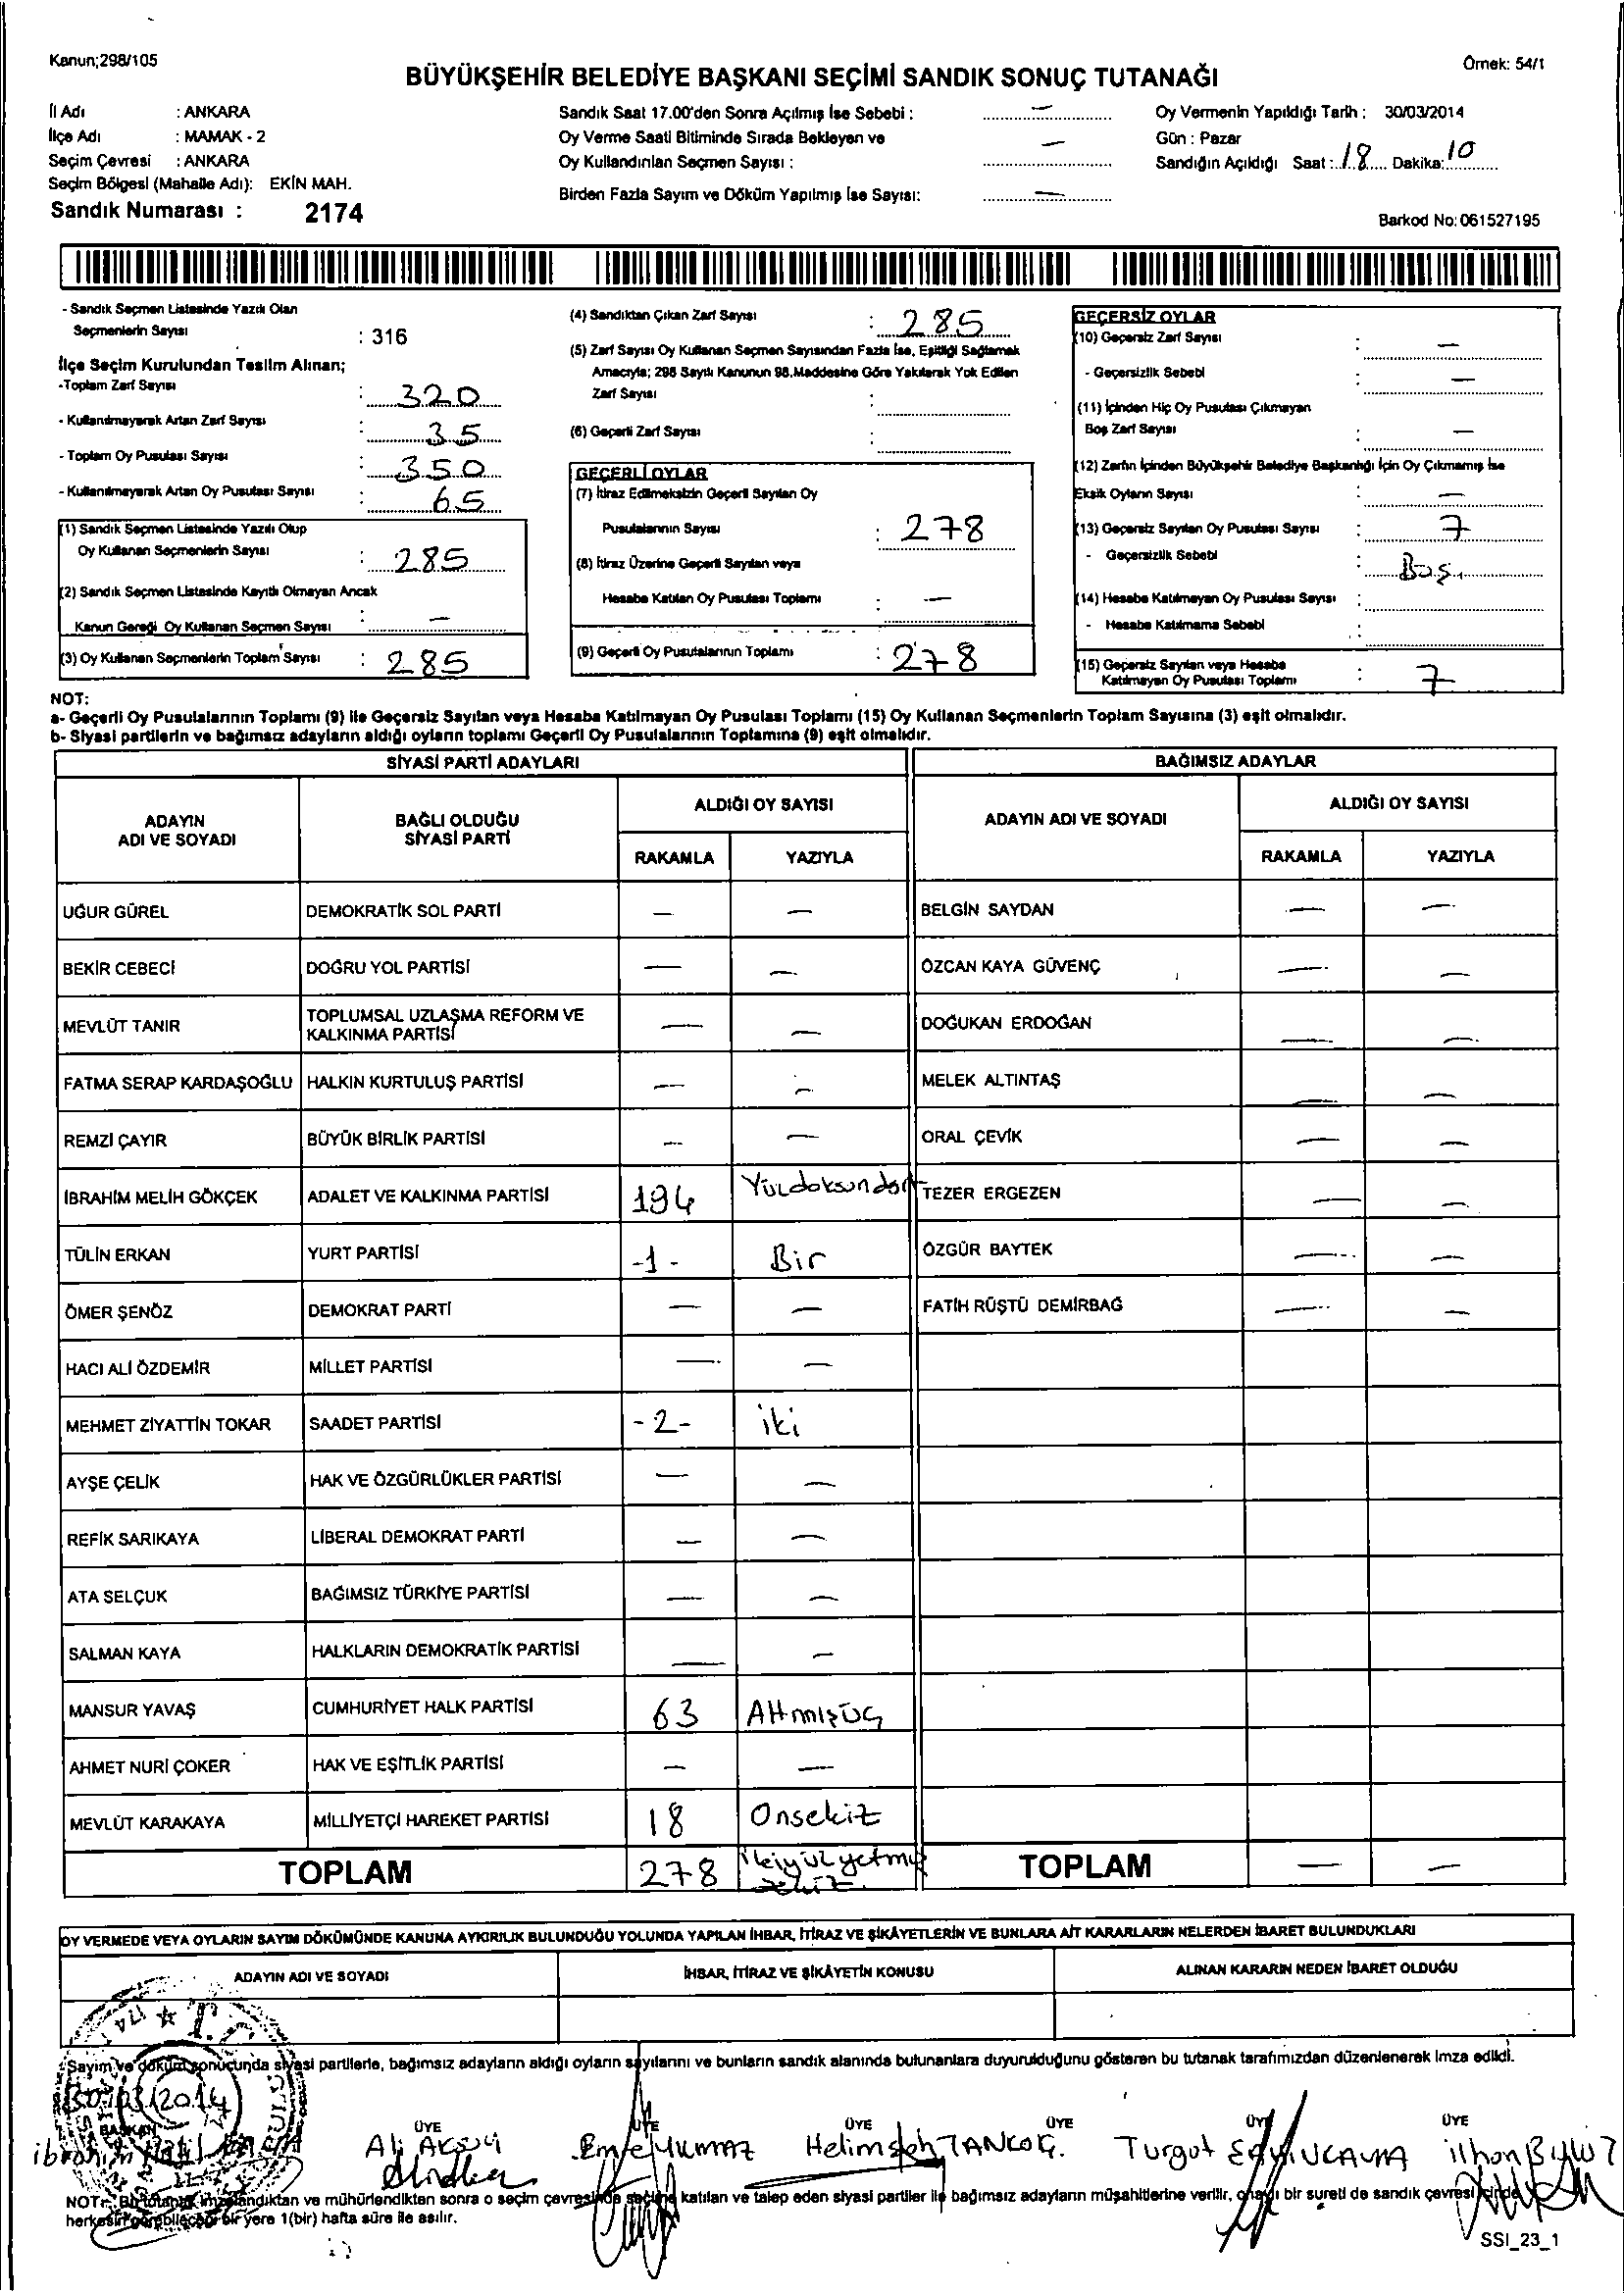 Kanun;298/105
Örnek: 54/1
BÜYÜKŞEHİR BELEDİYE BAŞKANI SEÇİMİ SANDIK SONUÇ TUTANAĞI
İl Adı : ANKARA
İlçe Adı : MAMAK - 2
Seçim Çevresi : ANKARA
Seçim Bölgesi (Mahalle Adı): EKİN MAH.
Sandık Numarası : 2174
Sandık Saat 17.00'den Sonra Açılmış İse Sebebi : —
Oy Verme Saati Bitiminde Sırada Bekleyen ve
Oy Kullandırılan Seçmen Sayısı : —
Birden Fazla Sayım ve Döküm Yapılmış İse Sayısı: —
Oy Vermenin Yapıldığı Tarih : 30/03/2014
Gün : Pazar
Sandığın Açıldığı Saat : 18 Dakika: 10
Barkod No: 061527195
- Sandık Seçmen Listesinde Yazılı Olan
Seçmenlerin Sayısı : 316
İlçe Seçim Kurulundan Teslim Alınan;
-Toplam Zarf Sayısı : 320
- Kullanılmayarak Artan Zarf Sayısı : 35
- Toplam Oy Pusulası Sayısı : 350
- Kullanılmayarak Artan Oy Pusulası Sayısı : 65
(1) Sandık Seçmen Listesinde Yazılı Olup
Oy Kullanan Seçmenlerin Sayısı : 285
(2) Sandık Seçmen Listesinde Kayıtlı Olmayan Ancak
Kanun Gereği Oy Kullanan Seçmen Sayısı : —
(3) Oy Kullanan Seçmenlerin Toplam Sayısı : 285
(4) Sandıktan Çıkan Zarf Sayısı : 285
(5) Zarf Sayısı Oy Kullanan Seçmen Sayısından Fazla İse, Eşitliği Sağlamak
Amacıyla; 298 Sayılı Kanunun 98.Maddesine Göre Yakılarak Yok Edilen
Zarf Sayısı :
(6) Geçerli Zarf Sayısı :
GEÇERLİ OYLAR
(7) İtiraz Edilmeksizin Geçerli Sayılan Oy
Pusulalarının Sayısı : 278
(8) İtiraz Üzerine Geçerli Sayılan veya
Hesaba Katılan Oy Pusulası Toplamı : —
(9) Geçerli Oy Pusulalarının Toplamı : 278
GEÇERSİZ OYLAR
(10) Geçersiz Zarf Sayısı : —
- Geçersizlik Sebebi : —
(11) İçinden Hiç Oy Pusulası Çıkmayan
Boş Zarf Sayısı : —
(12) Zarfın İçinden Büyükşehir Belediye Başkanlığı İçin Oy Çıkmamış İse
Eksik Oyların Sayısı : —
(13) Geçersiz Sayılan Oy Pusulası Sayısı : 7
- Geçersizlik Sebebi : Boş.
(14) Hesaba Katılmayan Oy Pusulası Sayısı :
- Hesaba Katılmama Sebebi :
(15) Geçersiz Sayılan veya Hesaba
Katılmayan Oy Pusulası Toplamı : 7
NOT:
a- Geçerli Oy Pusulalarının Toplamı (9) ile Geçersiz Sayılan veya Hesaba Katılmayan Oy Pusulası Toplamı (15) Oy Kullanan Seçmenlerin Toplam Sayısına (3) eşit olmalıdır.
b- Siyasi partilerin ve bağımsız adayların aldığı oyların toplamı Geçerli Oy Pusulalarının Toplamına (9) eşit olmalıdır.
SİYASİ PARTİ ADAYLARI BAĞIMSIZ ADAYLAR
ADAYIN ADI VE SOYADI BAĞLI OLDUĞU SİYASİ PARTİ ALDIĞI OY SAYISI ADAYIN ADI VE SOYADI ALDIĞI OY SAYISI
RAKAMLA YAZIYLA RAKAMLA YAZIYLA
UĞUR GÜREL DEMOKRATİK SOL PARTİ — — BELGİN SAYDAN — —
BEKİR CEBECİ DOĞRU YOL PARTİSİ — — ÖZCAN KAYA GÜVENÇ — —
MEVLÜT TANIR TOPLUMSAL UZLAŞMA REFORM VE KALKINMA PARTİSİ — — DOĞUKAN ERDOĞAN — —
FATMA SERAP KARDAŞOĞLU HALKIN KURTULUŞ PARTİSİ — — MELEK ALTINTAŞ — —
REMZİ ÇAYIR BÜYÜK BİRLİK PARTİSİ — — ORAL ÇEVİK — —
İBRAHİM MELİH GÖKÇEK ADALET VE KALKINMA PARTİSİ 194 Yüzdoksandört TEZER ERGEZEN — —
TÜLİN ERKAN YURT PARTİSİ -1- Bir ÖZGÜR BAYTEK — —
ÖMER ŞENÖZ DEMOKRAT PARTİ — — FATİH RÜŞTÜ DEMİRBAĞ — —
HACI ALİ ÖZDEMİR MİLLET PARTİSİ — —
MEHMET ZİYATTİN TOKAR SAADET PARTİSİ -2- iki
AYŞE ÇELİK HAK VE ÖZGÜRLÜKLER PARTİSİ — —
REFİK SARIKAYA LİBERAL DEMOKRAT PARTİ — —
ATA SELÇUK BAĞIMSIZ TÜRKİYE PARTİSİ — —
SALMAN KAYA HALKLARIN DEMOKRATİK PARTİSİ — —
MANSUR YAVAŞ CUMHURİYET HALK PARTİSİ 63 Altmışüç
AHMET NURİ ÇOKER HAK VE EŞİTLİK PARTİSİ — —
MEVLÜT KARAKAYA MİLLİYETÇİ HAREKET PARTİSİ 18 Onsekiz
TOPLAM 278 ikiyüzyetmiş sekiz. TOPLAM — —
OY VERMEDE VEYA OYLARIN SAYIM DÖKÜMÜNDE KANUNA AYKIRILIK BULUNDUĞU YOLUNDA YAPILAN İHBAR, İTİRAZ VE ŞİKÂYETLERİN VE BUNLARA AİT KARARLARIN NELERDEN İBARET BULUNDUKLARI
ADAYIN ADI VE SOYADI İHBAR, İTİRAZ VE ŞİKÂYETİN KONUSU ALINAN KARARIN NEDEN İBARET OLDUĞU
Sayım ve döküm sonucunda siyasi partilerle, bağımsız adayların aldığı oyların sayılarını ve bunların sandık alanında bulunanlara duyurulduğunu gösteren bu tutanak tarafımızdan düzenlenerek imza edildi.
30/03/2014
BAŞKAN ÜYE ÜYE ÜYE ÜYE ÜYE ÜYE
ibrahim Halil Ali AKSOY Emre YILMAZ Helimşah TANKOÇ. Turgut ilhan
NOT: Bu tutanak imzalandıktan ve mühürlendikten sonra o seçim çevresinde seçime katılan ve talep eden siyasi partiler ile bağımsız adayların müşahitlerine verilir, onaylı bir sureti de sandık çevresi içinde
herkesin görebileceği bir yere 1(bir) hafta süre ile asılır.
SSI_23_1